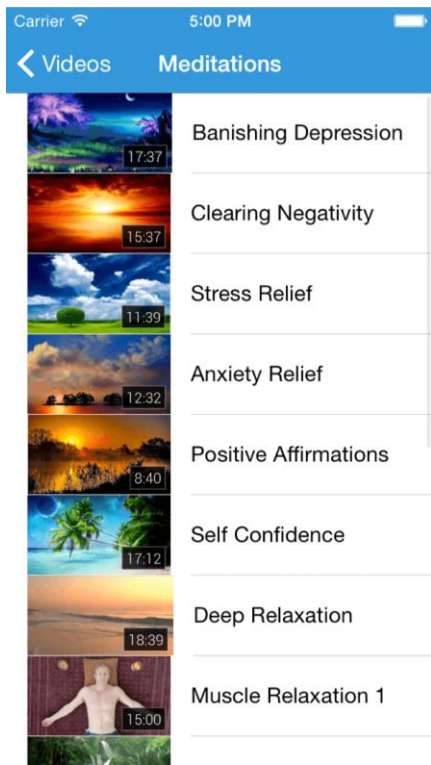 Carrier 5:00 PM
Videos Meditations
17:37 Banishing Depression
15:37 Clearing Negativity
11:39 Stress Relief
12:32 Anxiety Relief
8:40 Positive Affirmations
17:12 Self Confidence
18:39 Deep Relaxation
15:00 Muscle Relaxation 1